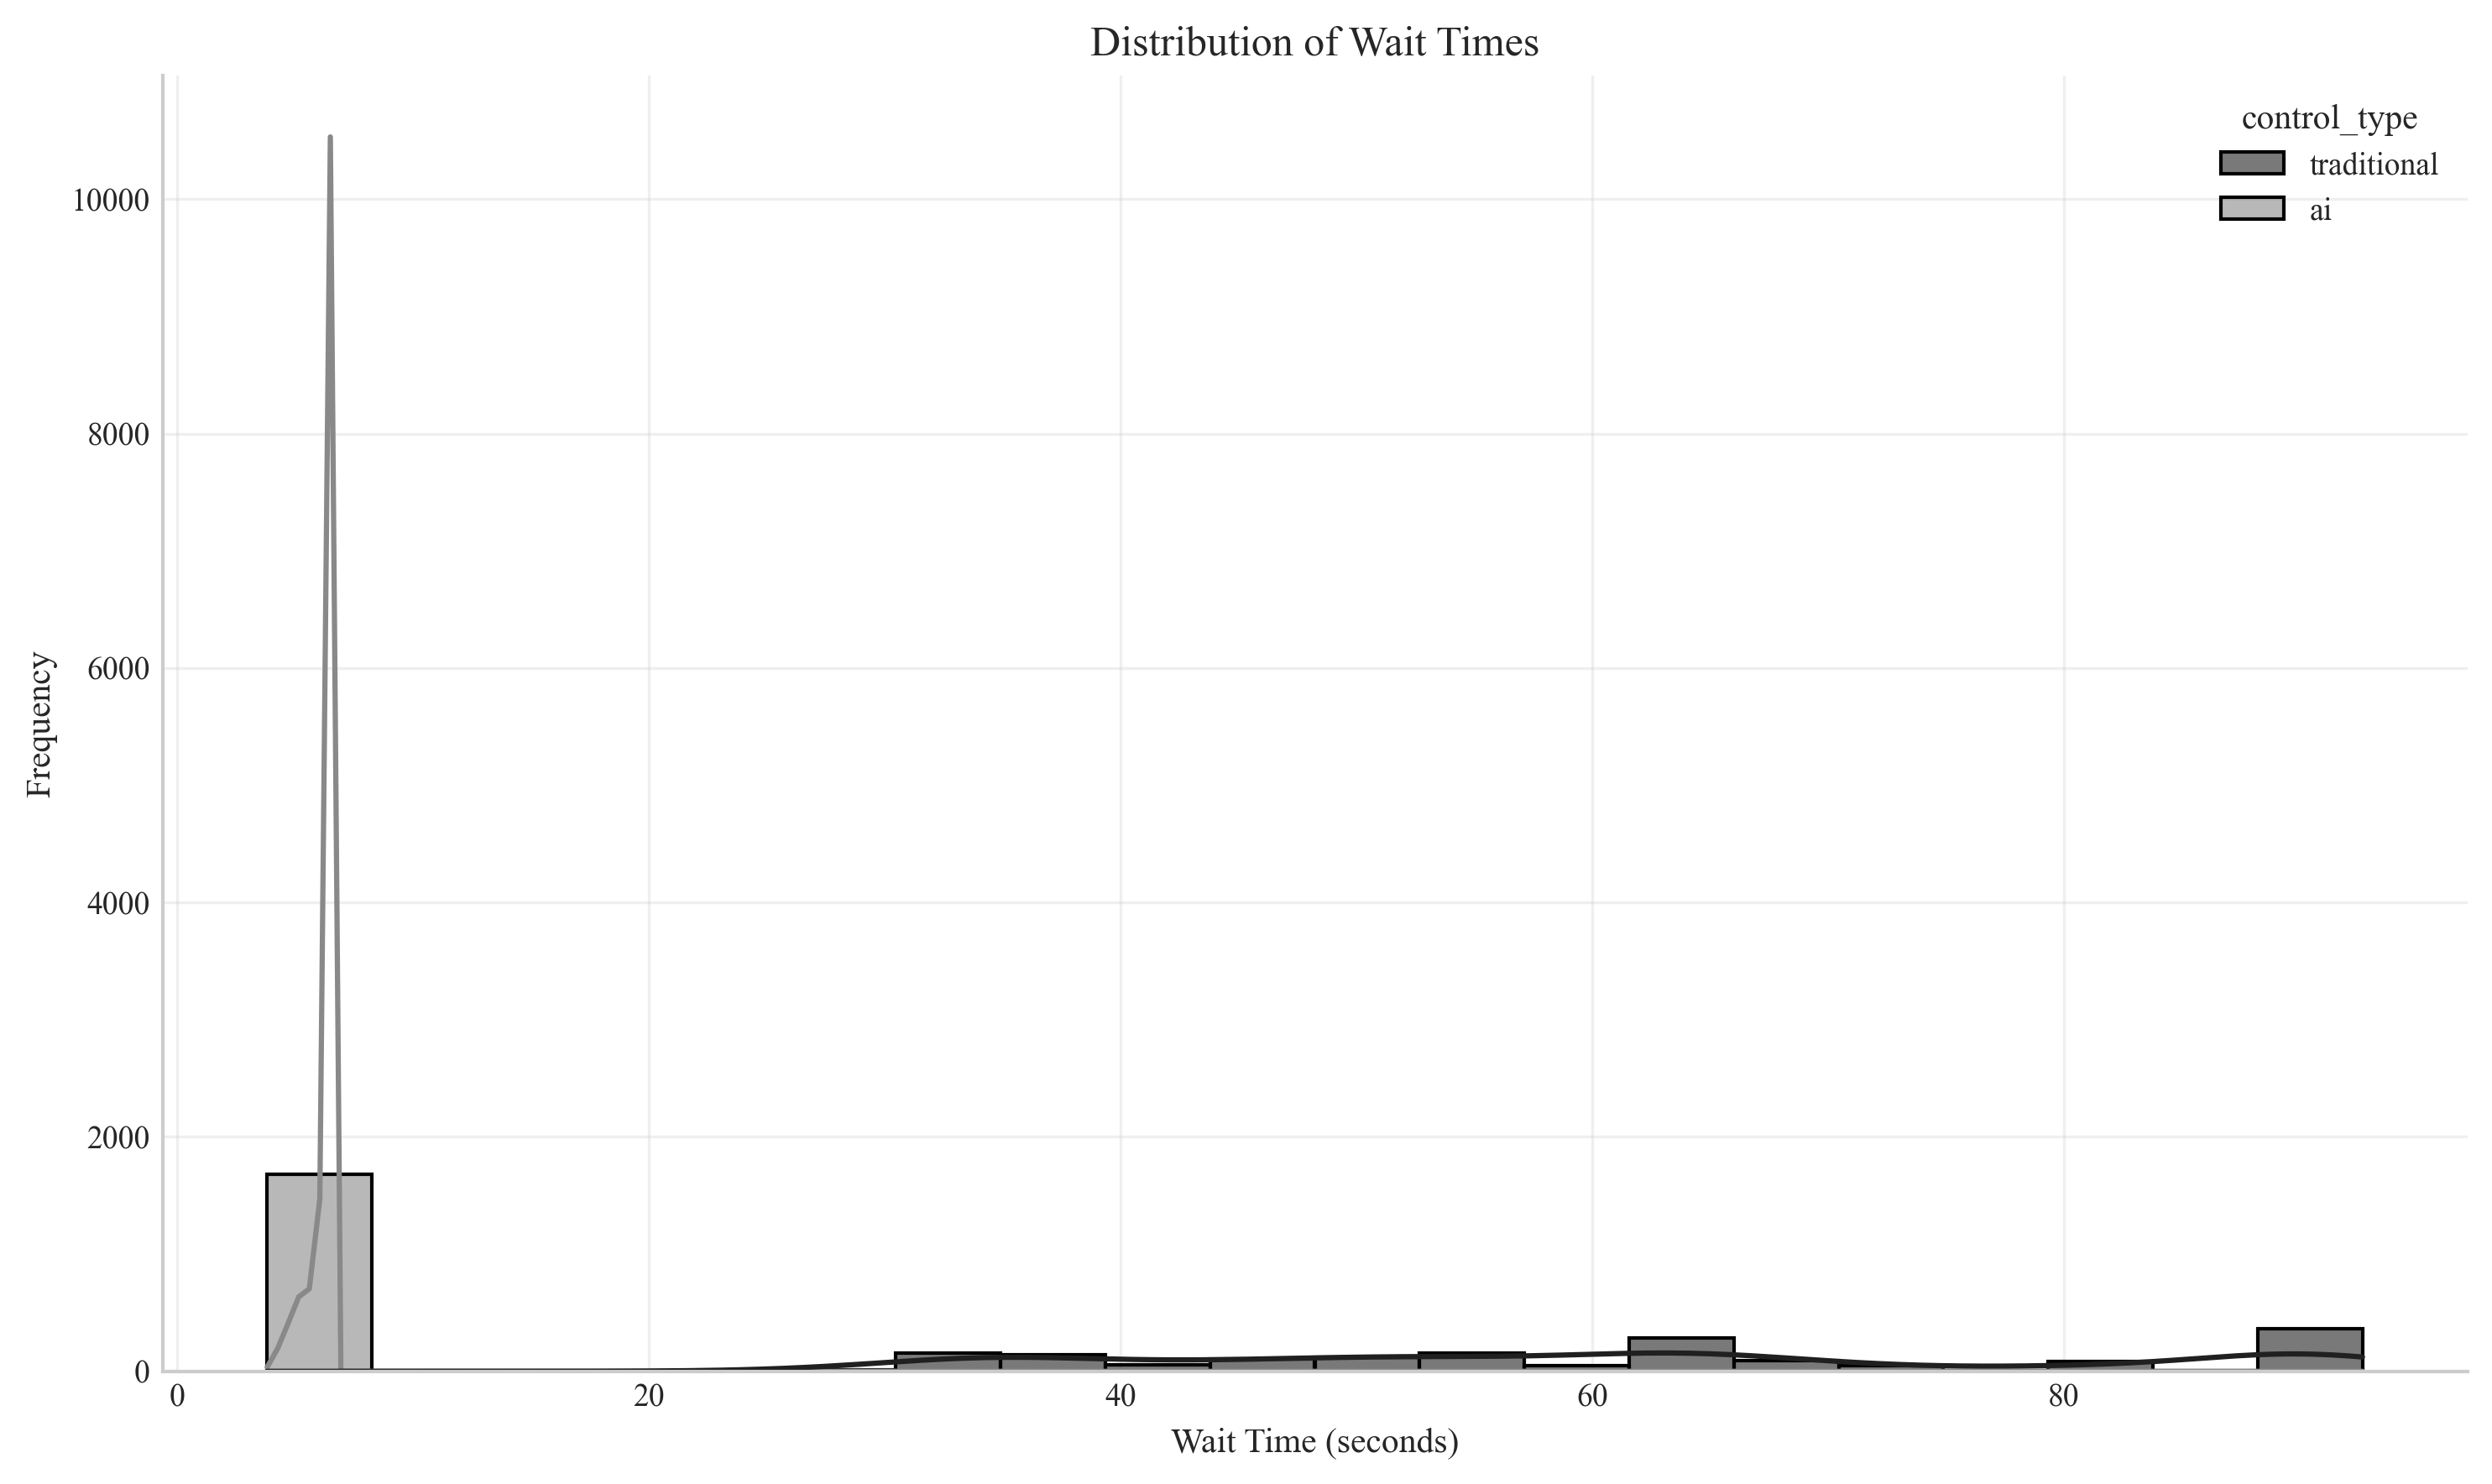 Distribution of Wait Times
control_type
traditional
ai
Frequency
10000
8000
6000
4000
2000
0
0 20 40 60 80
Wait Time (seconds)